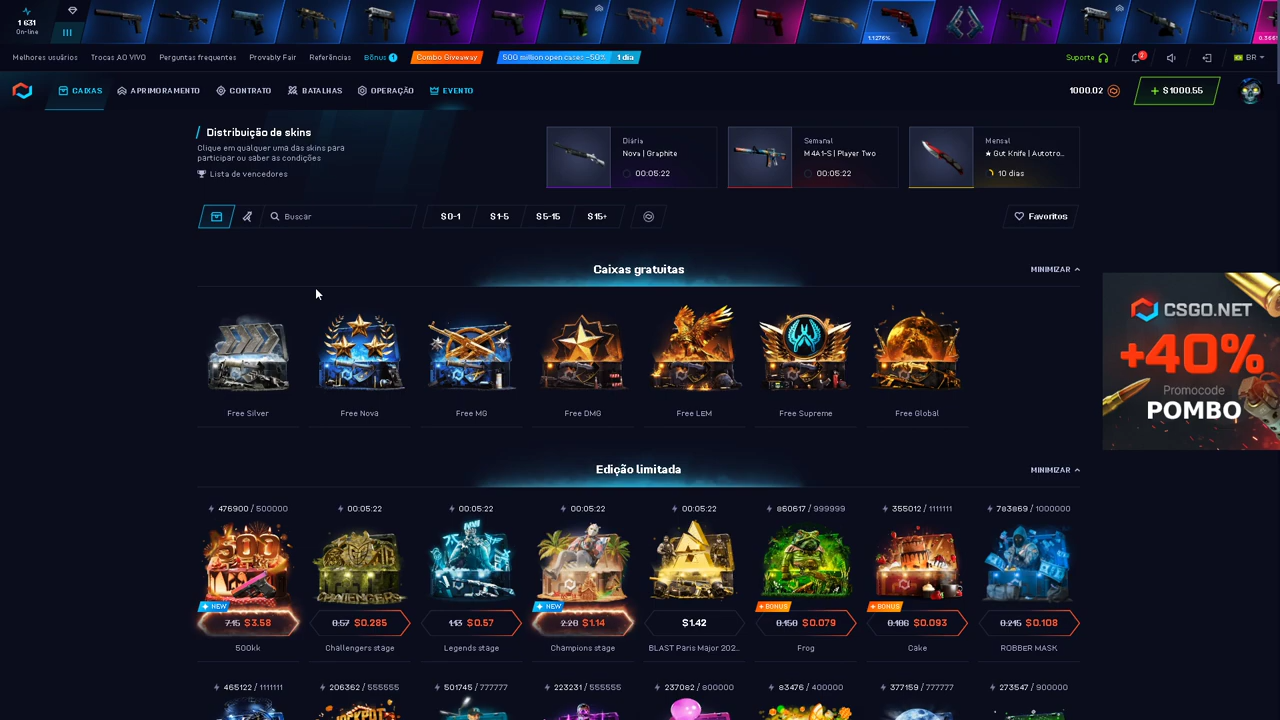 1 631
On-line
1.1276%
Melhores usuários
Trocas AO VIVO
Perguntas frequentes
Provably Fair
Referências
Bônus 1
Combo Giveaway
500 million open cases -50% 1 dia
Suporte
2
BR
CAIXAS
APRIMORAMENTO
CONTRATO
BATALHAS
OPERAÇÃO
EVENTO
1000.02
+ $1000.55
Distribuição de skins
Clique em qualquer uma das skins para
participar ou saber as condições
Lista de vencedores
Diária
Nova | Graphite
00:05:22
Semanal
M4A1-S | Player Two
00:05:22
Mensal
★ Gut Knife | Autotro...
10 dias
Buscar
$0-1
$1-5
$5-15
$15+
Favoritos
Caixas gratuitas
MINIMIZAR
Free Silver
Free Nova
Free MG
Free DMG
Free LEM
Free Supreme
Free Global
CSGO.NET
+40%
Promocode
POMBO
Edição limitada
MINIMIZAR
476900 / 500000
00:05:22
00:05:22
00:05:22
00:05:22
860617 / 999999
355012 / 1111111
783869 / 1000000
NEW
NEW
BONUS
BONUS
7.15 $3.58
0.57 $0.285
1.13 $0.57
2.28 $1.14
$1.42
0.158 $0.079
0.186 $0.093
0.215 $0.108
500kk
Challengers stage
Legends stage
Champions stage
BLAST Paris Major 202...
Frog
Cake
ROBBER MASK
465122 / 1111111
206362 / 555555
501745 / 777777
223231 / 555555
237082 / 800000
83476 / 400000
377159 / 777777
273547 / 900000